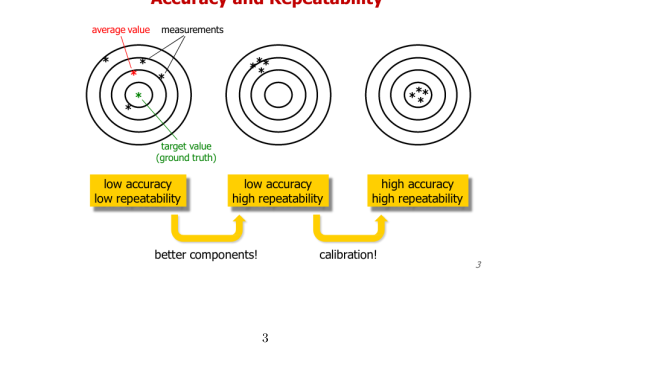 Accuracy and Repeatability
average value measurements
target value
(ground truth)
low accuracy
low repeatability
low accuracy
high repeatability
high accuracy
high repeatability
better components!
calibration!
3
3